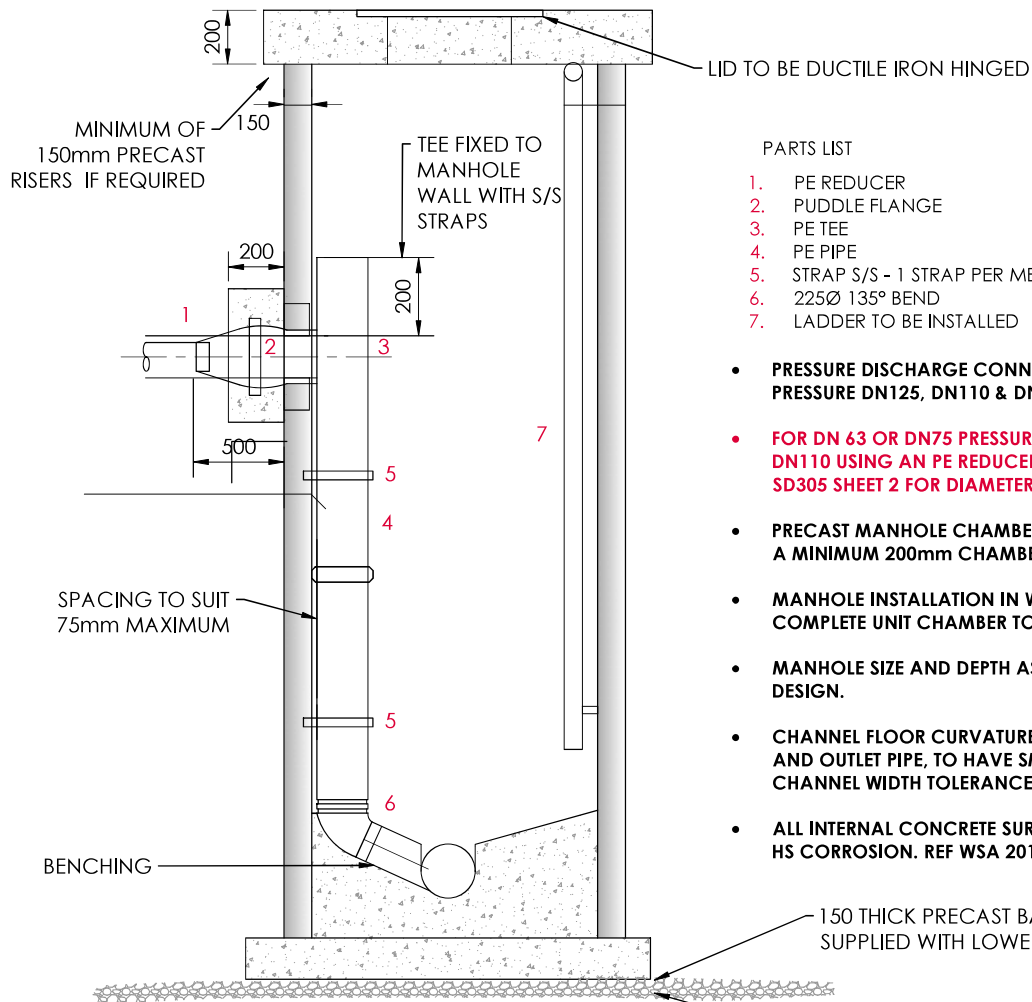 200
LID TO BE DUCTILE IRON HINGED
MINIMUM OF
150mm PRECAST
RISERS IF REQUIRED
150
TEE FIXED TO
MANHOLE
WALL WITH S/S
STRAPS
PARTS LIST
1. PE REDUCER
2. PUDDLE FLANGE
3. PE TEE
4. PE PIPE
5. STRAP S/S - 1 STRAP PER ME
6. 225Ø 135° BEND
7. LADDER TO BE INSTALLED
200
200
1
2
3
500
5
4
7
SPACING TO SUIT
75mm MAXIMUM
5
6
BENCHING
• PRESSURE DISCHARGE CONN
PRESSURE DN125, DN110 & DN
• FOR DN 63 OR DN75 PRESSUR
DN110 USING AN PE REDUCER
SD305 SHEET 2 FOR DIAMETER
• PRECAST MANHOLE CHAMBE
A MINIMUM 200mm CHAMBE
• MANHOLE INSTALLATION IN W
COMPLETE UNIT CHAMBER TO
• MANHOLE SIZE AND DEPTH AS
DESIGN.
• CHANNEL FLOOR CURVATURE
AND OUTLET PIPE, TO HAVE SM
CHANNEL WIDTH TOLERANCE
• ALL INTERNAL CONCRETE SUR
HS CORROSION. REF WSA 201
150 THICK PRECAST BA
SUPPLIED WITH LOWE